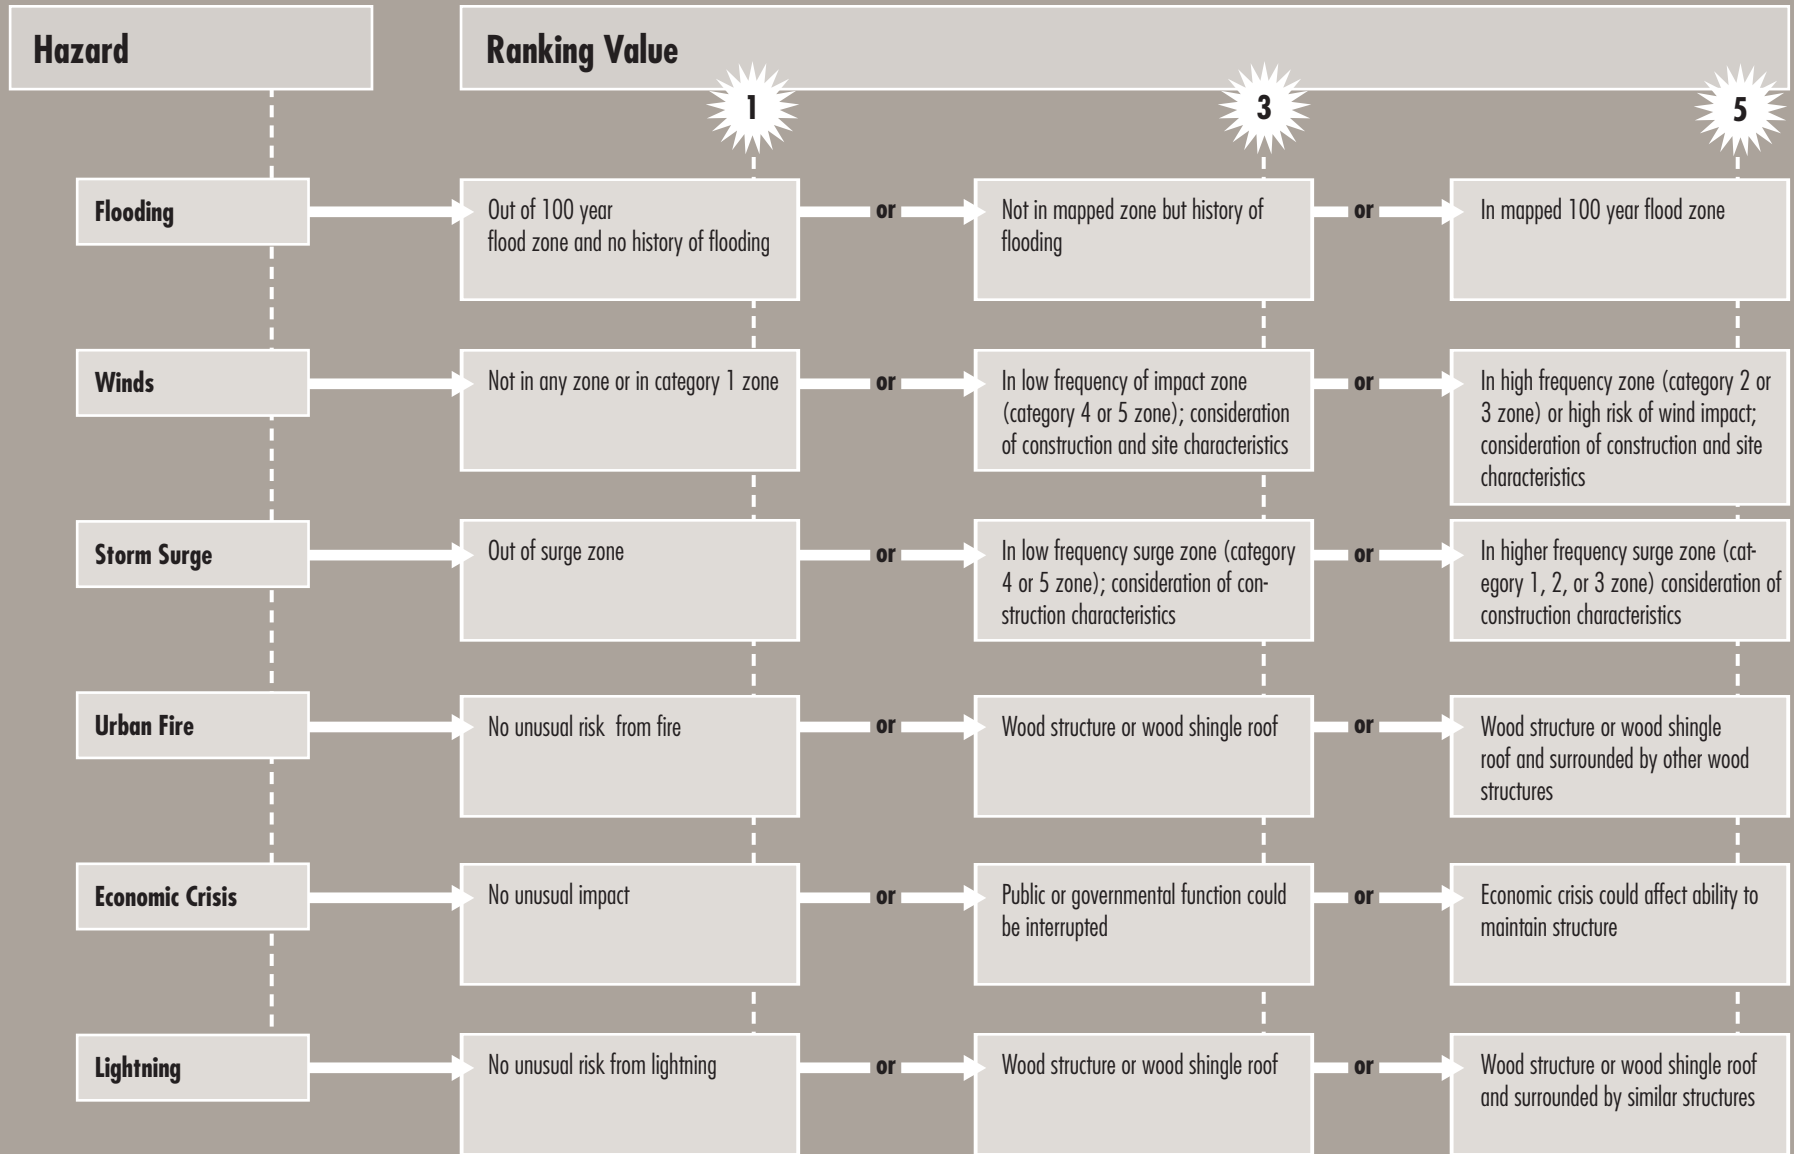 Hazard
Ranking Value
1
3
5
Flooding
Out of 100 year
flood zone and no history of flooding
or
Not in mapped zone but history of
flooding
or
In mapped 100 year flood zone
Winds
Not in any zone or in category 1 zone
or
In low frequency of impact zone
(category 4 or 5 zone); consideration
of construction and site characteristics
or
In high frequency zone (category 2 or
3 zone) or high risk of wind impact;
consideration of construction and site
characteristics
Storm Surge
Out of surge zone
or
In low frequency surge zone (category
4 or 5 zone); consideration of con-
struction characteristics
or
In higher frequency surge zone (cat-
egory 1, 2, or 3 zone) consideration of
construction characteristics
Urban Fire
No unusual risk from fire
or
Wood structure or wood shingle roof
or
Wood structure or wood shingle
roof and surrounded by other wood
structures
Economic Crisis
No unusual impact
or
Public or governmental function could
be interrupted
or
Economic crisis could affect ability to
maintain structure
Lightning
No unusual risk from lightning
or
Wood structure or wood shingle roof
or
Wood structure or wood shingle roof
and surrounded by similar structures